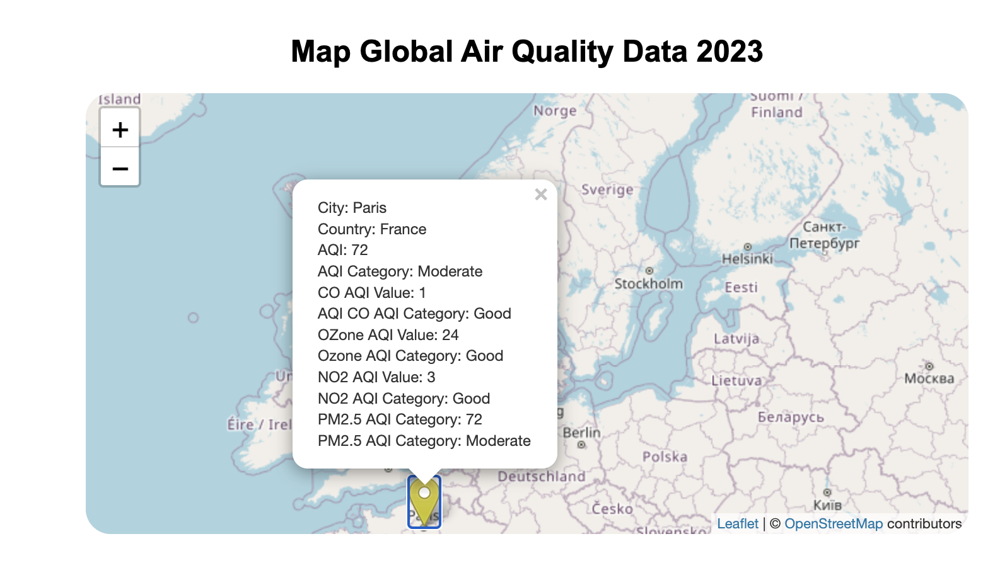 Map Global Air Quality Data 2023
Ísland
+
−
Norge
Suomi /
Finland
Sverige
×
City: Paris
Country: France
AQI: 72
AQI Category: Moderate
CO AQI Value: 1
AQI CO AQI Category: Good
OZone AQI Value: 24
Ozone AQI Category: Good
NO2 AQI Value: 3
NO2 AQI Category: Good
PM2.5 AQI Category: 72
PM2.5 AQI Category: Moderate
Санкт-
Петербург
Helsinki
Stockholm
Eesti
Latvija
Lietuva
Москва
Беларусь
Éire / Irel
Berlin
Polska
Deutschland
Česko
Київ
Paris
Slovensko
Leaflet | © OpenStreetMap contributors